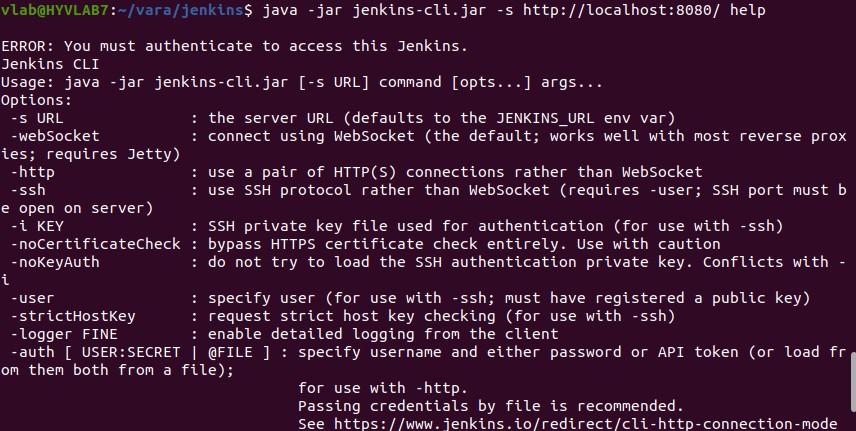 vlab@HYVLAB7:~/vara/jenkins$ java -jar jenkins-cli.jar -s http://localhost:8080/ help

ERROR: You must authenticate to access this Jenkins.
Jenkins CLI
Usage: java -jar jenkins-cli.jar [-s URL] command [opts...] args...
Options:
 -s URL              : the server URL (defaults to the JENKINS_URL env var)
 -webSocket          : connect using WebSocket (the default; works well with most reverse prox
ies; requires Jetty)
 -http               : use a pair of HTTP(S) connections rather than WebSocket
 -ssh                : use SSH protocol rather than WebSocket (requires -user; SSH port must b
e open on server)
 -i KEY              : SSH private key file used for authentication (for use with -ssh)
 -noCertificateCheck : bypass HTTPS certificate check entirely. Use with caution
 -noKeyAuth          : do not try to load the SSH authentication private key. Conflicts with -
i
 -user               : specify user (for use with -ssh; must have registered a public key)
 -strictHostKey      : request strict host key checking (for use with -ssh)
 -logger FINE        : enable detailed logging from the client
 -auth [ USER:SECRET | @FILE ] : specify username and either password or API token (or load fr
om them both from a file);
                                 for use with -http.
                                 Passing credentials by file is recommended.
                                 See https://www.jenkins.io/redirect/cli-http-connection-mode